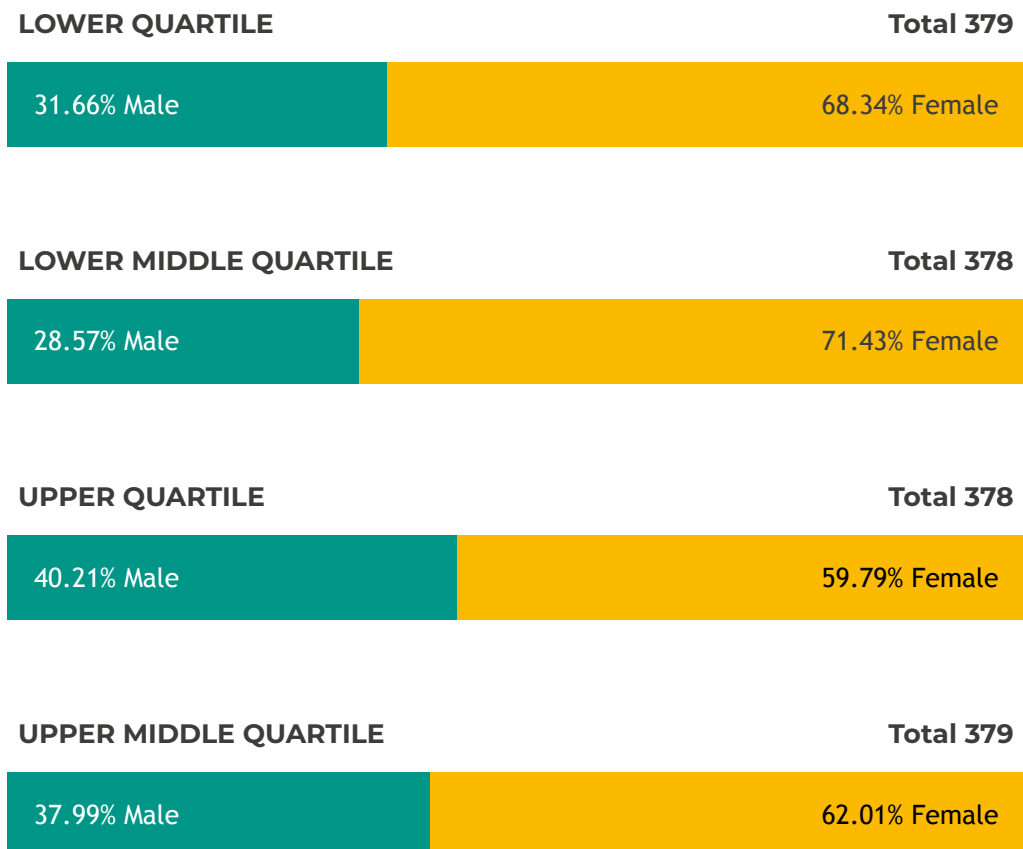 LOWER QUARTILE Total 379
31.66% Male 68.34% Female
LOWER MIDDLE QUARTILE Total 378
28.57% Male 71.43% Female
UPPER QUARTILE Total 378
40.21% Male 59.79% Female
UPPER MIDDLE QUARTILE Total 379
37.99% Male 62.01% Female